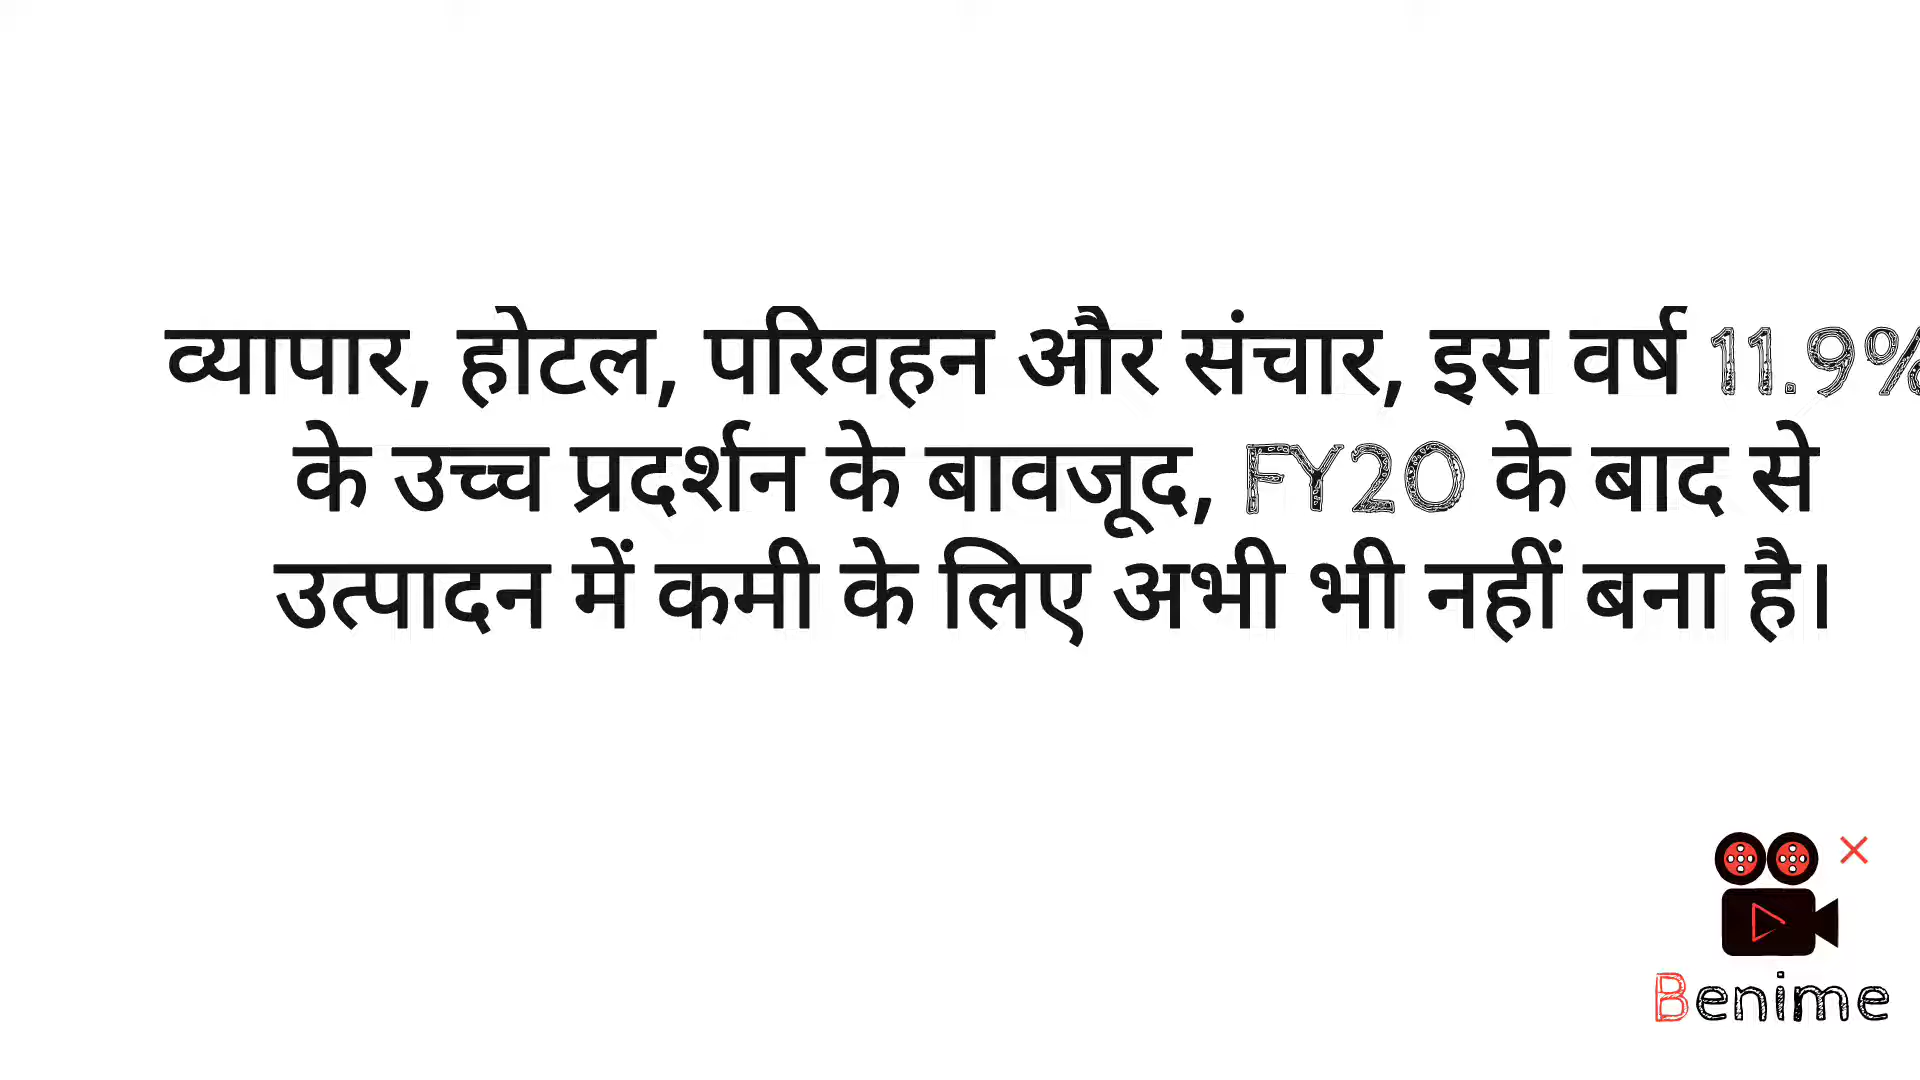 व्यापार, होटल, परिवहन और संचार, इस वर्ष 11.9%
के उच्च प्रदर्शन के बावजूद, FY20 के बाद से
उत्पादन में कमी के लिए अभी भी नहीं बना है।
Benime